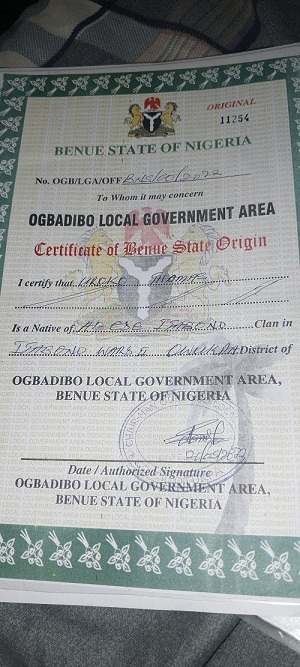 ORIGINAL
11254
BENUE STATE OF NIGERIA
No. OGB/LGA/OFF
To Whom it may concern
OGBADIBO LOCAL GOVERNMENT AREA
Certificate of Benue State Origin
I certify that
Is a Native of Clan in
WARD II District of
OGBADIBO LOCAL GOVERNMENT AREA,
BENUE STATE OF NIGERIA
Date / Authorized Signature
OGBADIBO LOCAL GOVERNMENT AREA,
BENUE STATE OF NIGERIA